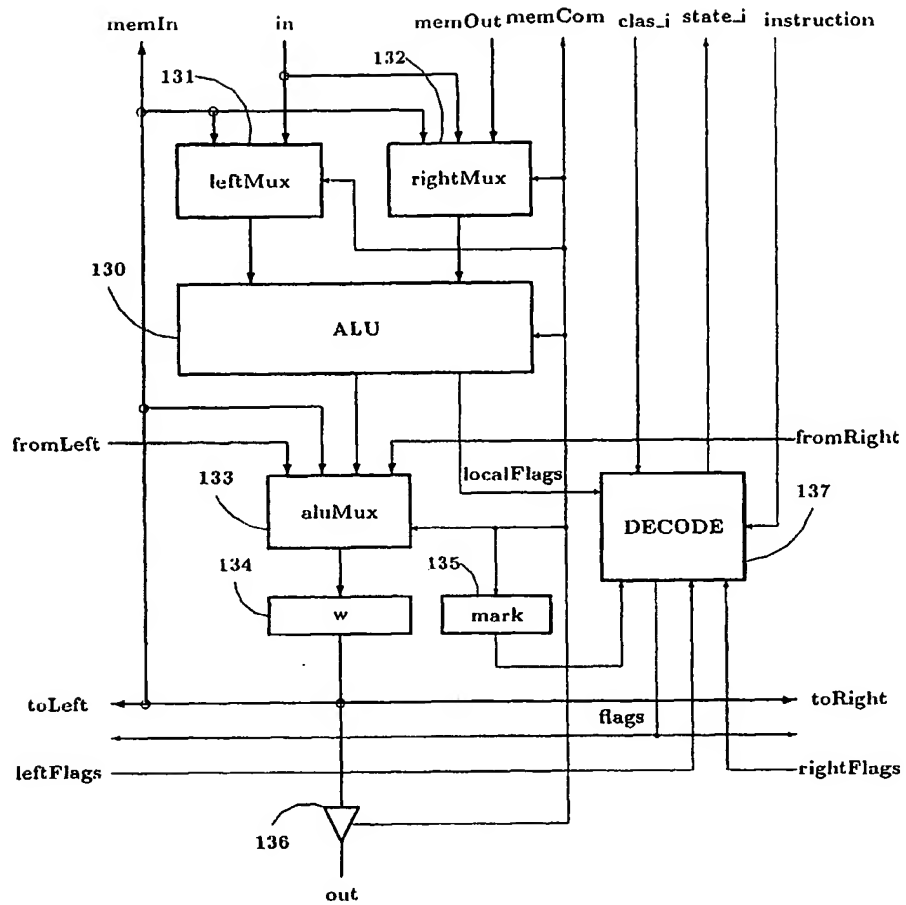 memIn in memOut memCom clas_i state_i instruction
131 132
leftMux rightMux
130
ALU
fromLeft fromRight
localFlags
133 137
aluMux DECODE
134 135
w mark
toLeft toRight
flags
leftFlags rightFlags
136
out